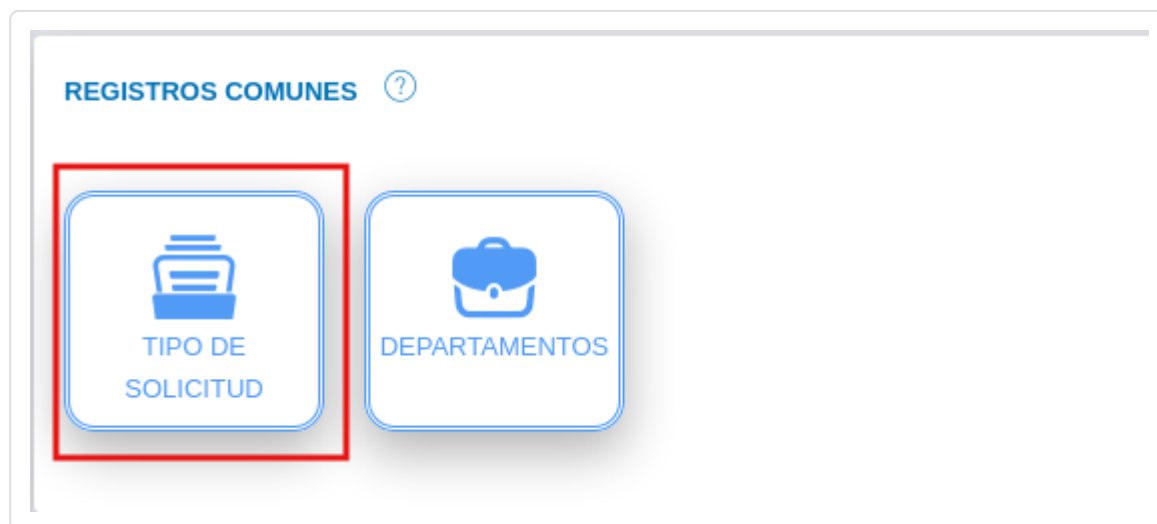 REGISTROS COMUNES ?
TIPO DE
SOLICITUD
DEPARTAMENTOS